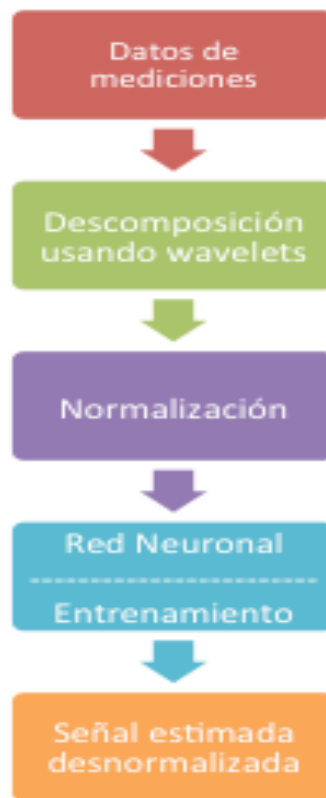 Datos de
mediciones
Descomposición
usando wavelets
Normalización
Red Neuronal
------------------------
Entrenamiento
Señal estimada
desnormalizada